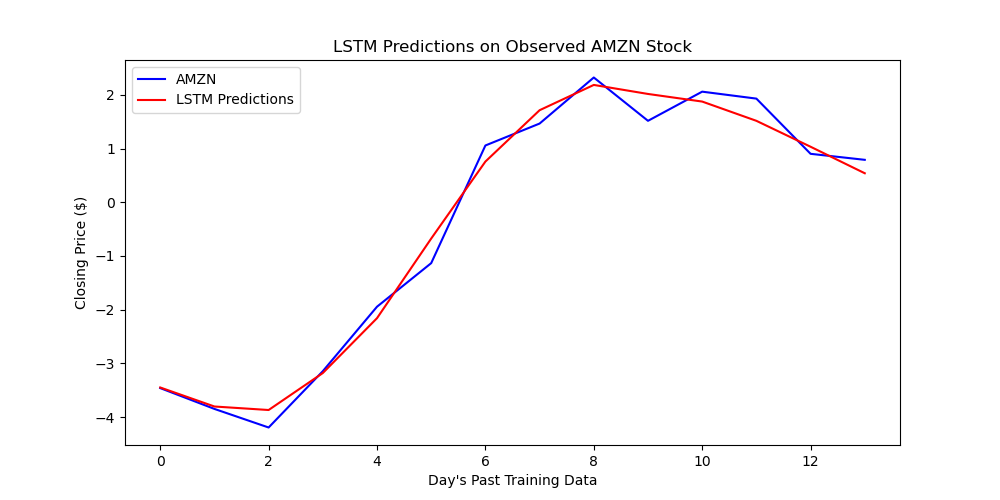 LSTM Predictions on Observed AMZN Stock
AMZN
LSTM Predictions
2
1
0
−1
−2
−3
−4
Closing Price ($)
0 2 4 6 8 10 12
Day's Past Training Data